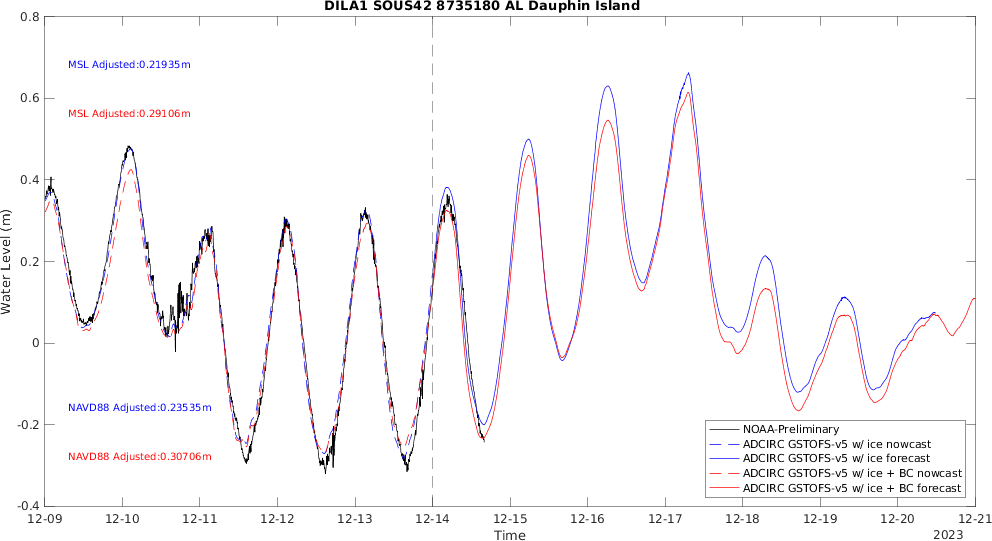 DILA1 SOUS42 8735180 AL Dauphin Island
0.8
0.6
0.4
0.2
0
-0.2
-0.4
Water Level (m)
MSL Adjusted:0.21935m
MSL Adjusted:0.29106m
NAVD88 Adjusted:0.23535m
NAVD88 Adjusted:0.30706m
NOAA-Preliminary
ADCIRC GSTOFS-v5 w/ ice nowcast
ADCIRC GSTOFS-v5 w/ ice forecast
ADCIRC GSTOFS-v5 w/ ice + BC nowcast
ADCIRC GSTOFS-v5 w/ ice + BC forecast
12-09 12-10 12-11 12-12 12-13 12-14 12-15 12-16 12-17 12-18 12-19 12-20 12-21
Time
2023